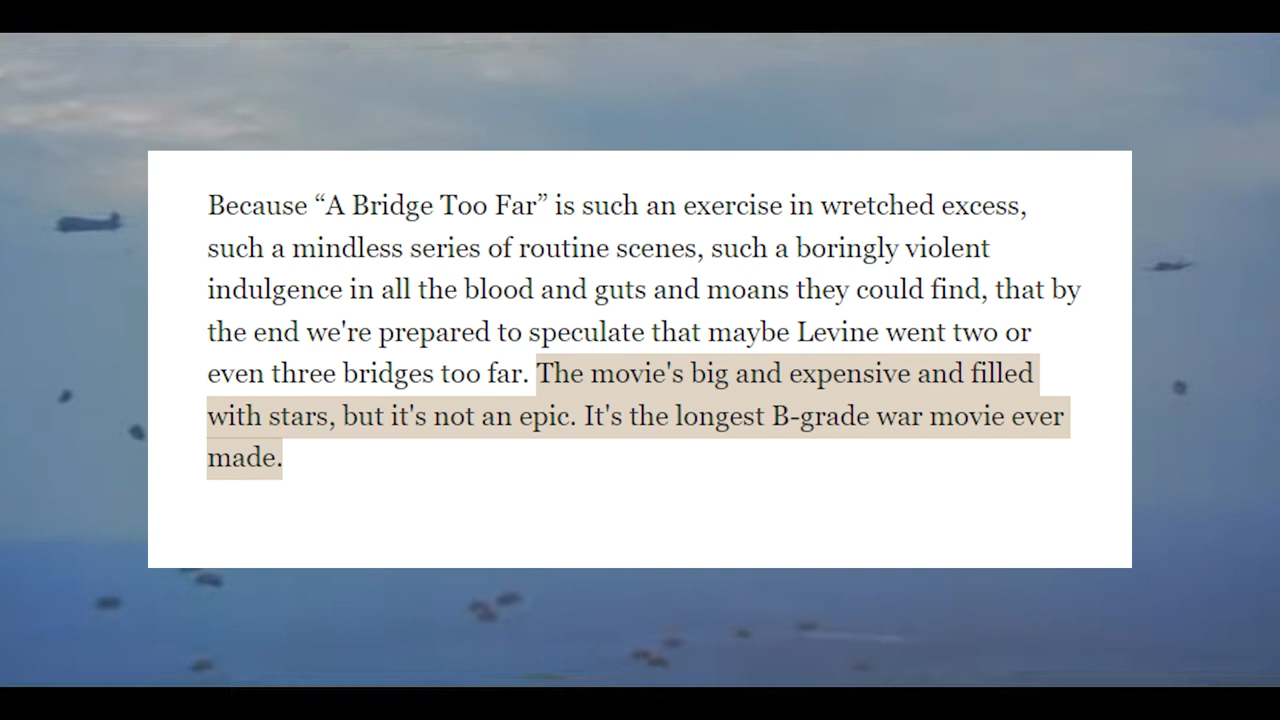 Because “A Bridge Too Far” is such an exercise in wretched excess,
such a mindless series of routine scenes, such a boringly violent
indulgence in all the blood and guts and moans they could find, that by
the end we're prepared to speculate that maybe Levine went two or
even three bridges too far. The movie's big and expensive and filled
with stars, but it's not an epic. It's the longest B-grade war movie ever
made.